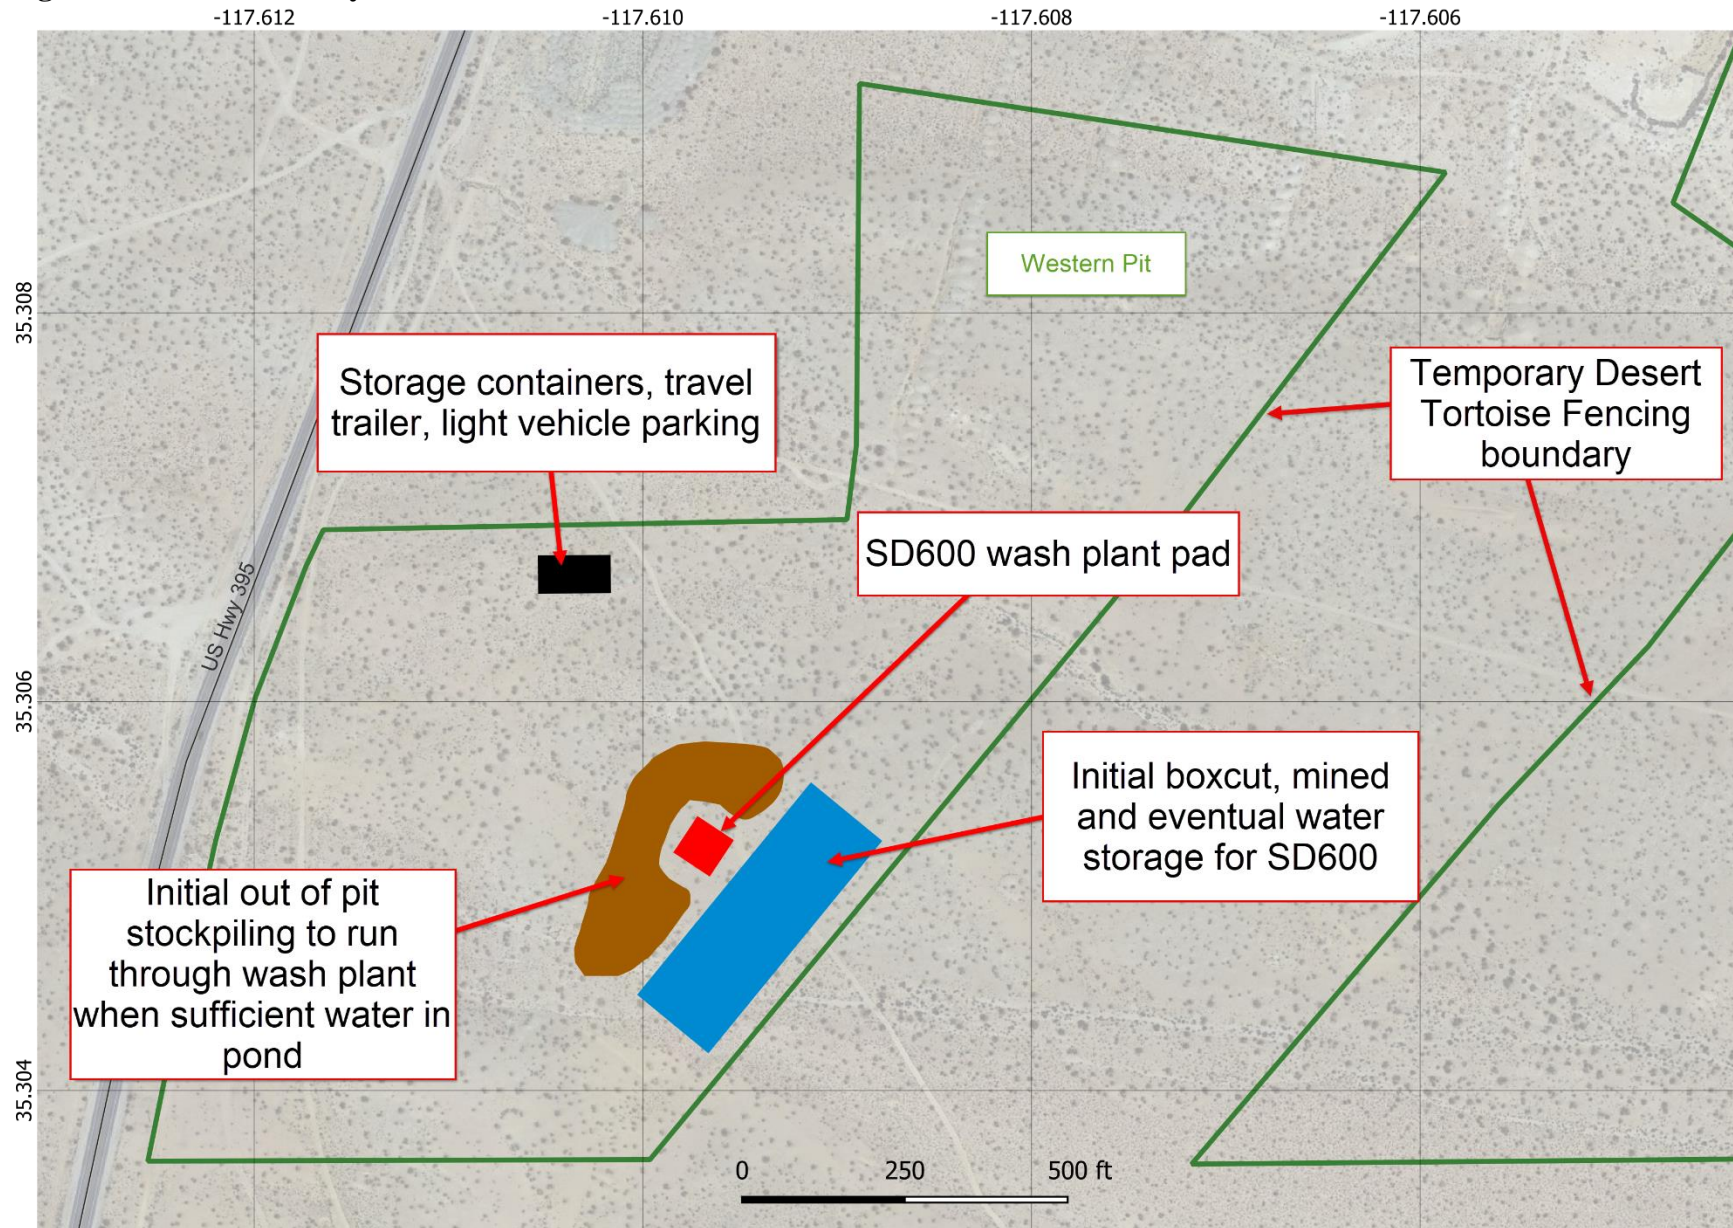 -117.612
-117.610
-117.608
-117.606
35.308
35.306
35.304
Western Pit
Storage containers, travel
trailer, light vehicle parking
Temporary Desert
Tortoise Fencing
boundary
SD600 wash plant pad
US Hwy 395
Initial boxcut, mined
and eventual water
storage for SD600
Initial out of pit
stockpiling to run
through wash plant
when sufficient water in
pond
0 250 500 ft